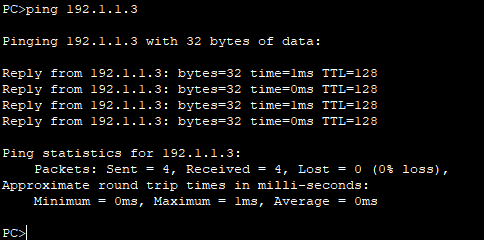 PC>ping 192.1.1.3
Pinging 192.1.1.3 with 32 bytes of data:
Reply from 192.1.1.3: bytes=32 time=1ms TTL=128
Reply from 192.1.1.3: bytes=32 time=0ms TTL=128
Reply from 192.1.1.3: bytes=32 time=1ms TTL=128
Reply from 192.1.1.3: bytes=32 time=0ms TTL=128
Ping statistics for 192.1.1.3:
Packets: Sent = 4, Received = 4, Lost = 0 (0% loss),
Approximate round trip times in milli-seconds:
Minimum = 0ms, Maximum = 1ms, Average = 0ms
PC>